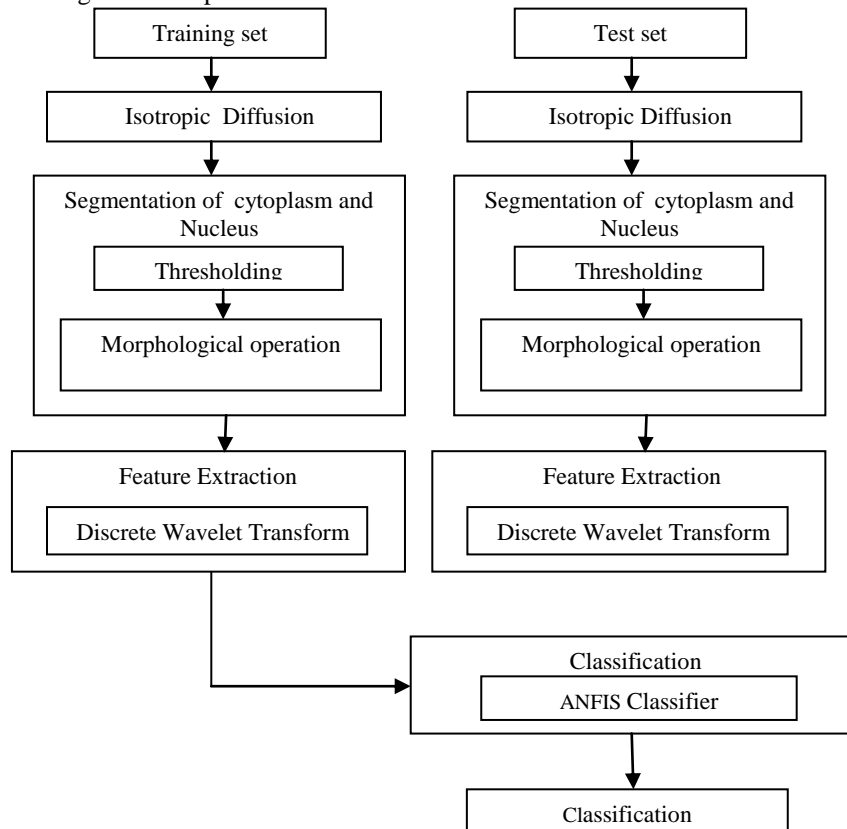 Training set
Test set
Isotropic Diffusion
Isotropic Diffusion
Segmentation of cytoplasm and
Nucleus
Thresholding
Morphological operation
Segmentation of cytoplasm and
Nucleus
Thresholding
Morphological operation
Feature Extraction
Discrete Wavelet Transform
Feature Extraction
Discrete Wavelet Transform
Classification
ANFIS Classifier
Classification